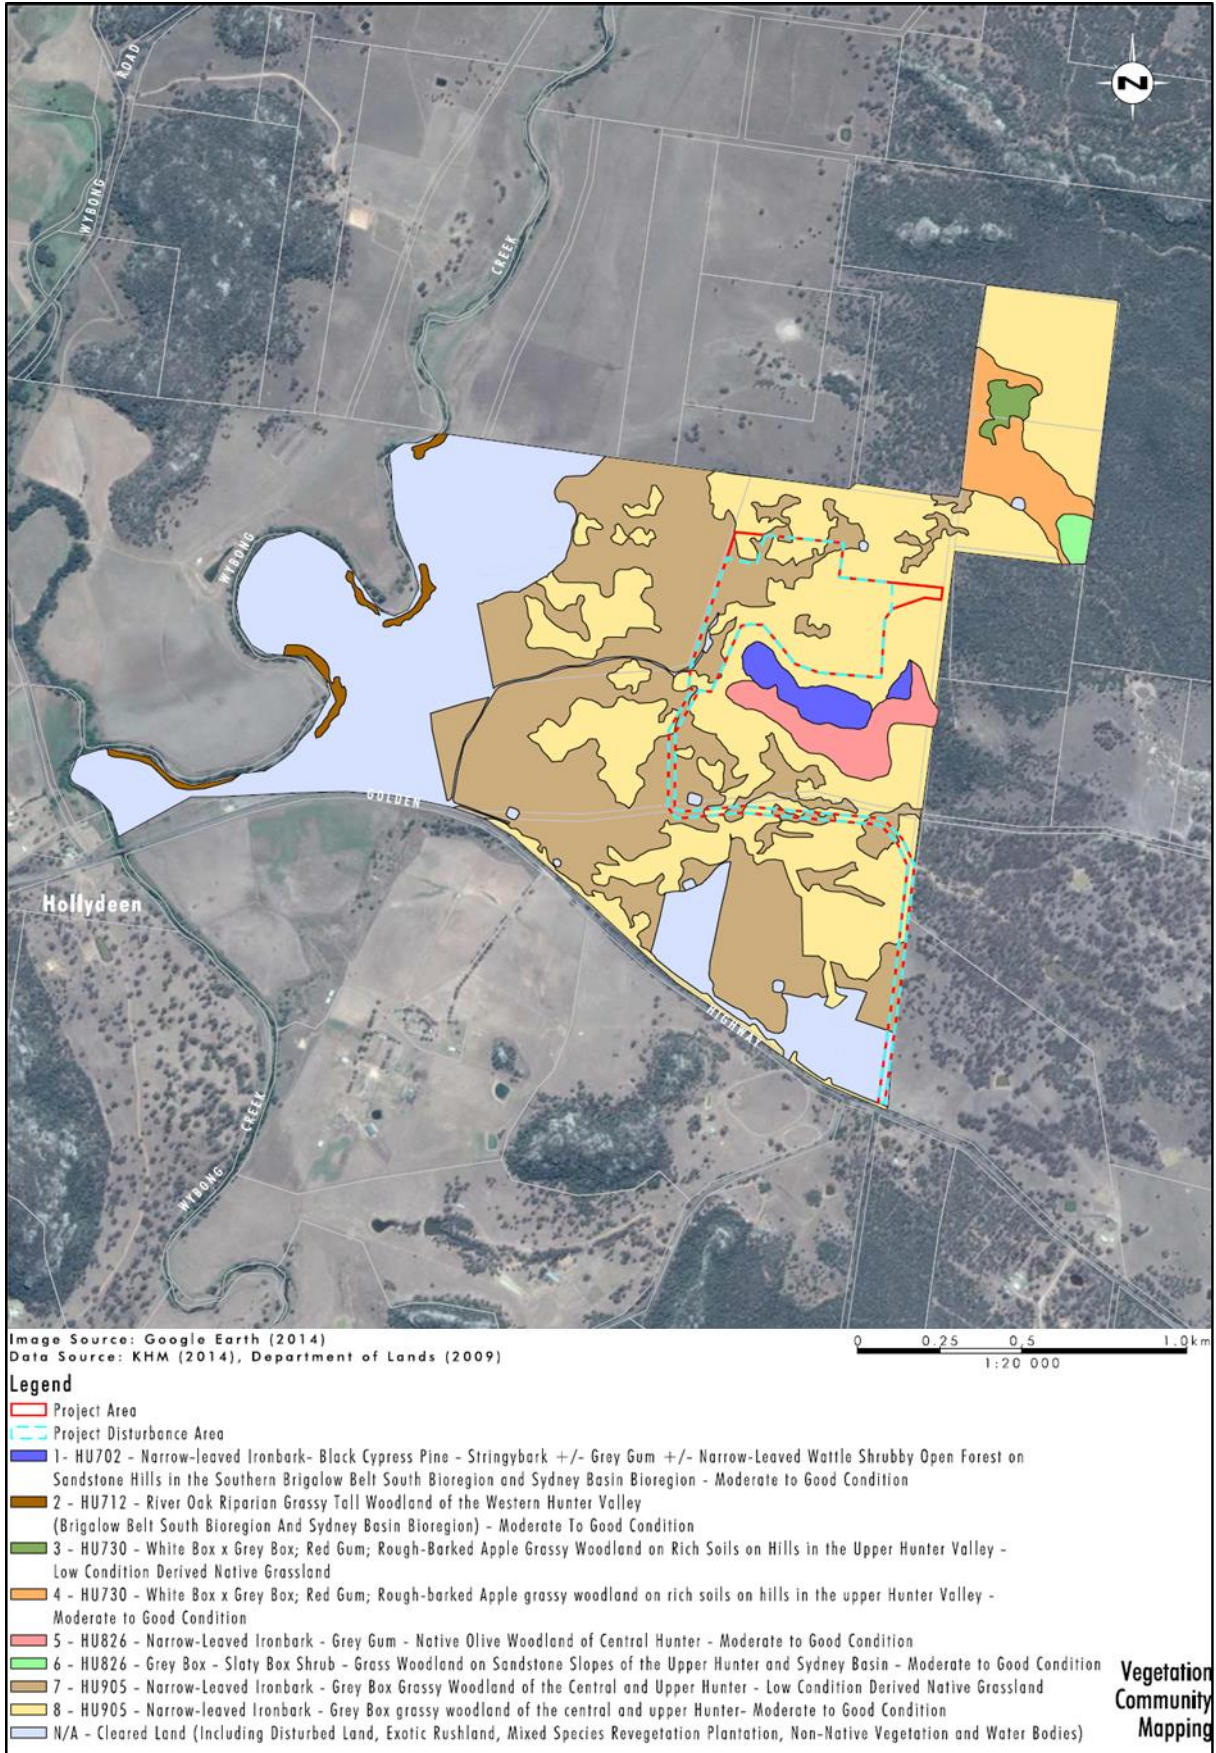 ROAD
N
WYBONG
CREEK
WYBONG
GOLDEN
Hollydeen
HIGHWAY
CREEK
WYBONG
Image Source: Google Earth (2014)
Data Source: KHM (2014), Department of Lands (2009)
0 0.25 0.5 1.0km
1:20 000
Legend
Project Area
Project Disturbance Area
1- HU702 - Narrow-leaved Ironbark- Black Cypress Pine - Stringybark +/- Grey Gum +/- Narrow-Leaved Wattle Shrubby Open Forest on
Sandstone Hills in the Southern Brigalow Belt South Bioregion and Sydney Basin Bioregion - Moderate to Good Condition
2 - HU712 - River Oak Riparian Grassy Tall Woodland of the Western Hunter Valley
(Brigalow Belt South Bioregion And Sydney Basin Bioregion) - Moderate To Good Condition
3 - HU730 - White Box x Grey Box; Red Gum; Rough-Barked Apple Grassy Woodland on Rich Soils on Hills in the Upper Hunter Valley -
Low Condition Derived Native Grassland
4 - HU730 - White Box x Grey Box; Red Gum; Rough-barked Apple grassy woodland on rich soils on hills in the upper Hunter Valley -
Moderate to Good Condition
5 - HU826 - Narrow-Leaved Ironbark - Grey Gum - Native Olive Woodland of Central Hunter - Moderate to Good Condition
6 - HU826 - Grey Box - Slaty Box Shrub - Grass Woodland on Sandstone Slopes of the Upper Hunter and Sydney Basin - Moderate to Good Condition
7 - HU905 - Narrow-Leaved Ironbark - Grey Box Grassy Woodland of the Central and Upper Hunter - Low Condition Derived Native Grassland
8 - HU905 - Narrow-leaved Ironbark - Grey Box grassy woodland of the central and upper Hunter- Moderate to Good Condition
N/A - Cleared Land (Including Disturbed Land, Exotic Rushland, Mixed Species Revegetation Plantation, Non-Native Vegetation and Water Bodies)
Vegetation
Community
Mapping